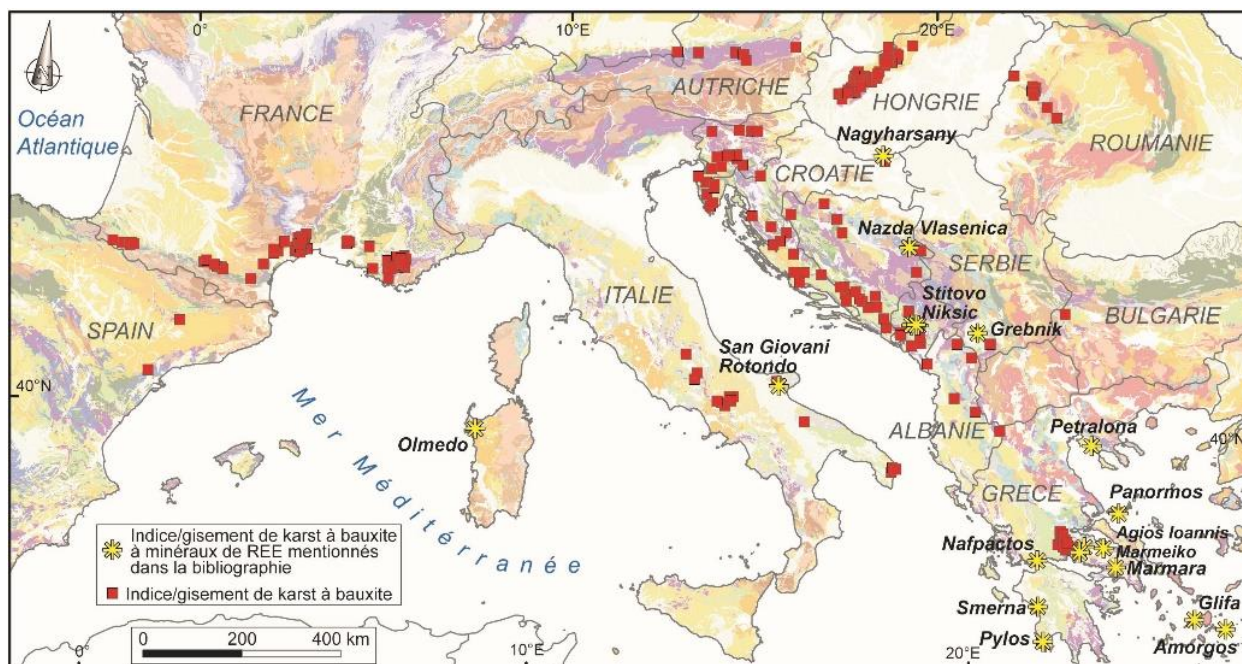 0°
10°E
20°E
N
Océan
Atlantique
FRANCE
AUTRICHE
HONGRIE
ROUMANIE
Nagyharsany
CROATIE
Nazda Vlasenica
SERBIE
Stitovo
Niksic
Grebnik
BULGARIE
ITALIE
SPAIN
San Giovani
Rotondo
40°N
Olmedo
Mer Méditérranée
ALBANIE
Petralona
40°N
GRECE
Panormos
Agios Ioannis
Nafpactos
Marmeiko
Marmara
Smerna
Glifa
Pylos
Amorgos
Indice/gisement de karst à bauxite
à minéraux de REE mentionnés
dans la bibliographie
Indice/gisement de karst à bauxite
0 200 400 km
0°
10°E
20°E